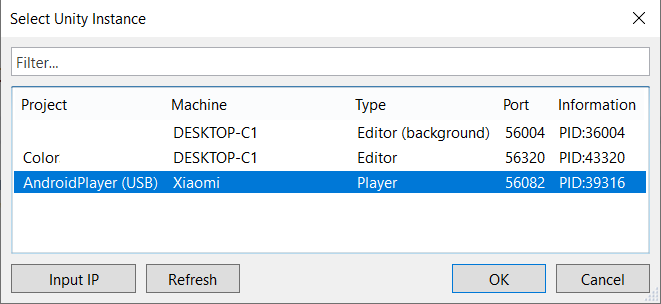 Select Unity Instance
Filter...
Project Machine Type Port Information
DESKTOP-C1 Editor (background) 56004 PID:36004
Color DESKTOP-C1 Editor 56320 PID:43320
AndroidPlayer (USB) Xiaomi Player 56082 PID:39316
Input IP Refresh OK Cancel